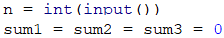 n = int(input())
sum1 = sum2 = sum3 = 0